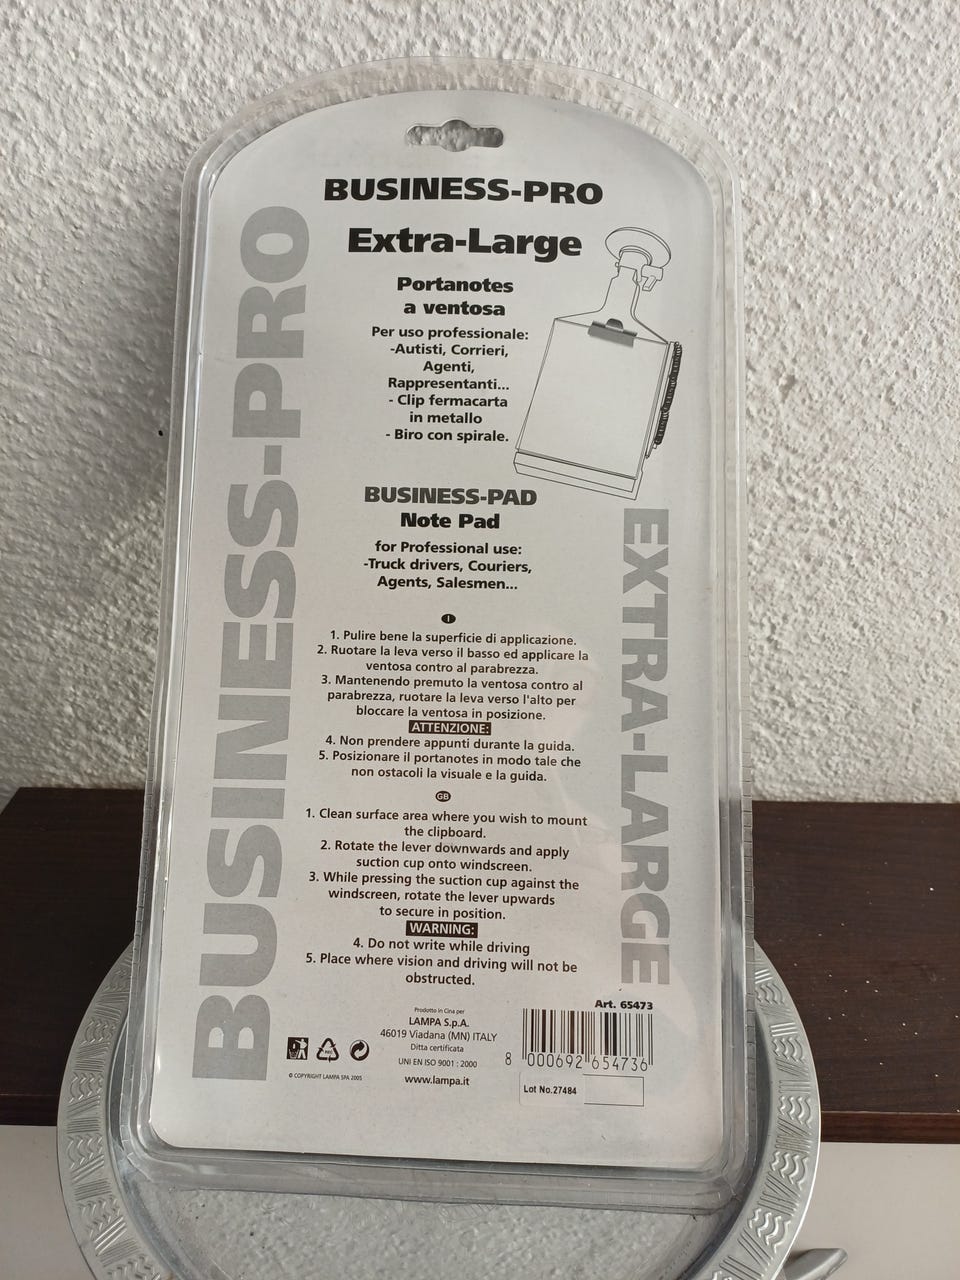 BUSINESS-PRO
Extra-Large
Portanotes
a ventosa
Per uso professionale:
-Autisti, Corrieri,
Agenti,
Rappresentanti...
- Clip fermacarta
in metallo
- Biro con spirale.
BUSINESS-PAD
Note Pad
for Professional use:
-Truck drivers, Couriers,
Agents, Salesmen...
I
1. Pulire bene la superficie di applicazione.
2. Ruotare la leva verso il basso ed applicare la
ventosa contro al parabrezza.
3. Mantenendo premuto la ventosa contro al
parabrezza, ruotare la leva verso l'alto per
bloccare la ventosa in posizione.
ATTENZIONE:
4. Non prendere appunti durante la guida.
5. Posizionare il portanotes in modo tale che
non ostacoli la visuale e la guida.
GB
1. Clean surface area where you wish to mount
the clipboard.
2. Rotate the lever downwards and apply
suction cup onto windscreen.
3. While pressing the suction cup against the
windscreen, rotate the lever upwards
to secure in position.
WARNING:
4. Do not write while driving
5. Place where vision and driving will not be
obstructed.
BUSINESS-PRO
EXTRA-LARGE
Prodotto in Cina per
LAMPA S.p.A.
46019 Viadana (MN) ITALY
Ditta certificata
UNI EN ISO 9001 : 2000
www.lampa.it
© COPYRIGHT LAMPA SPA 2005
Art. 65473
8 000692 654736
Lot No.27484